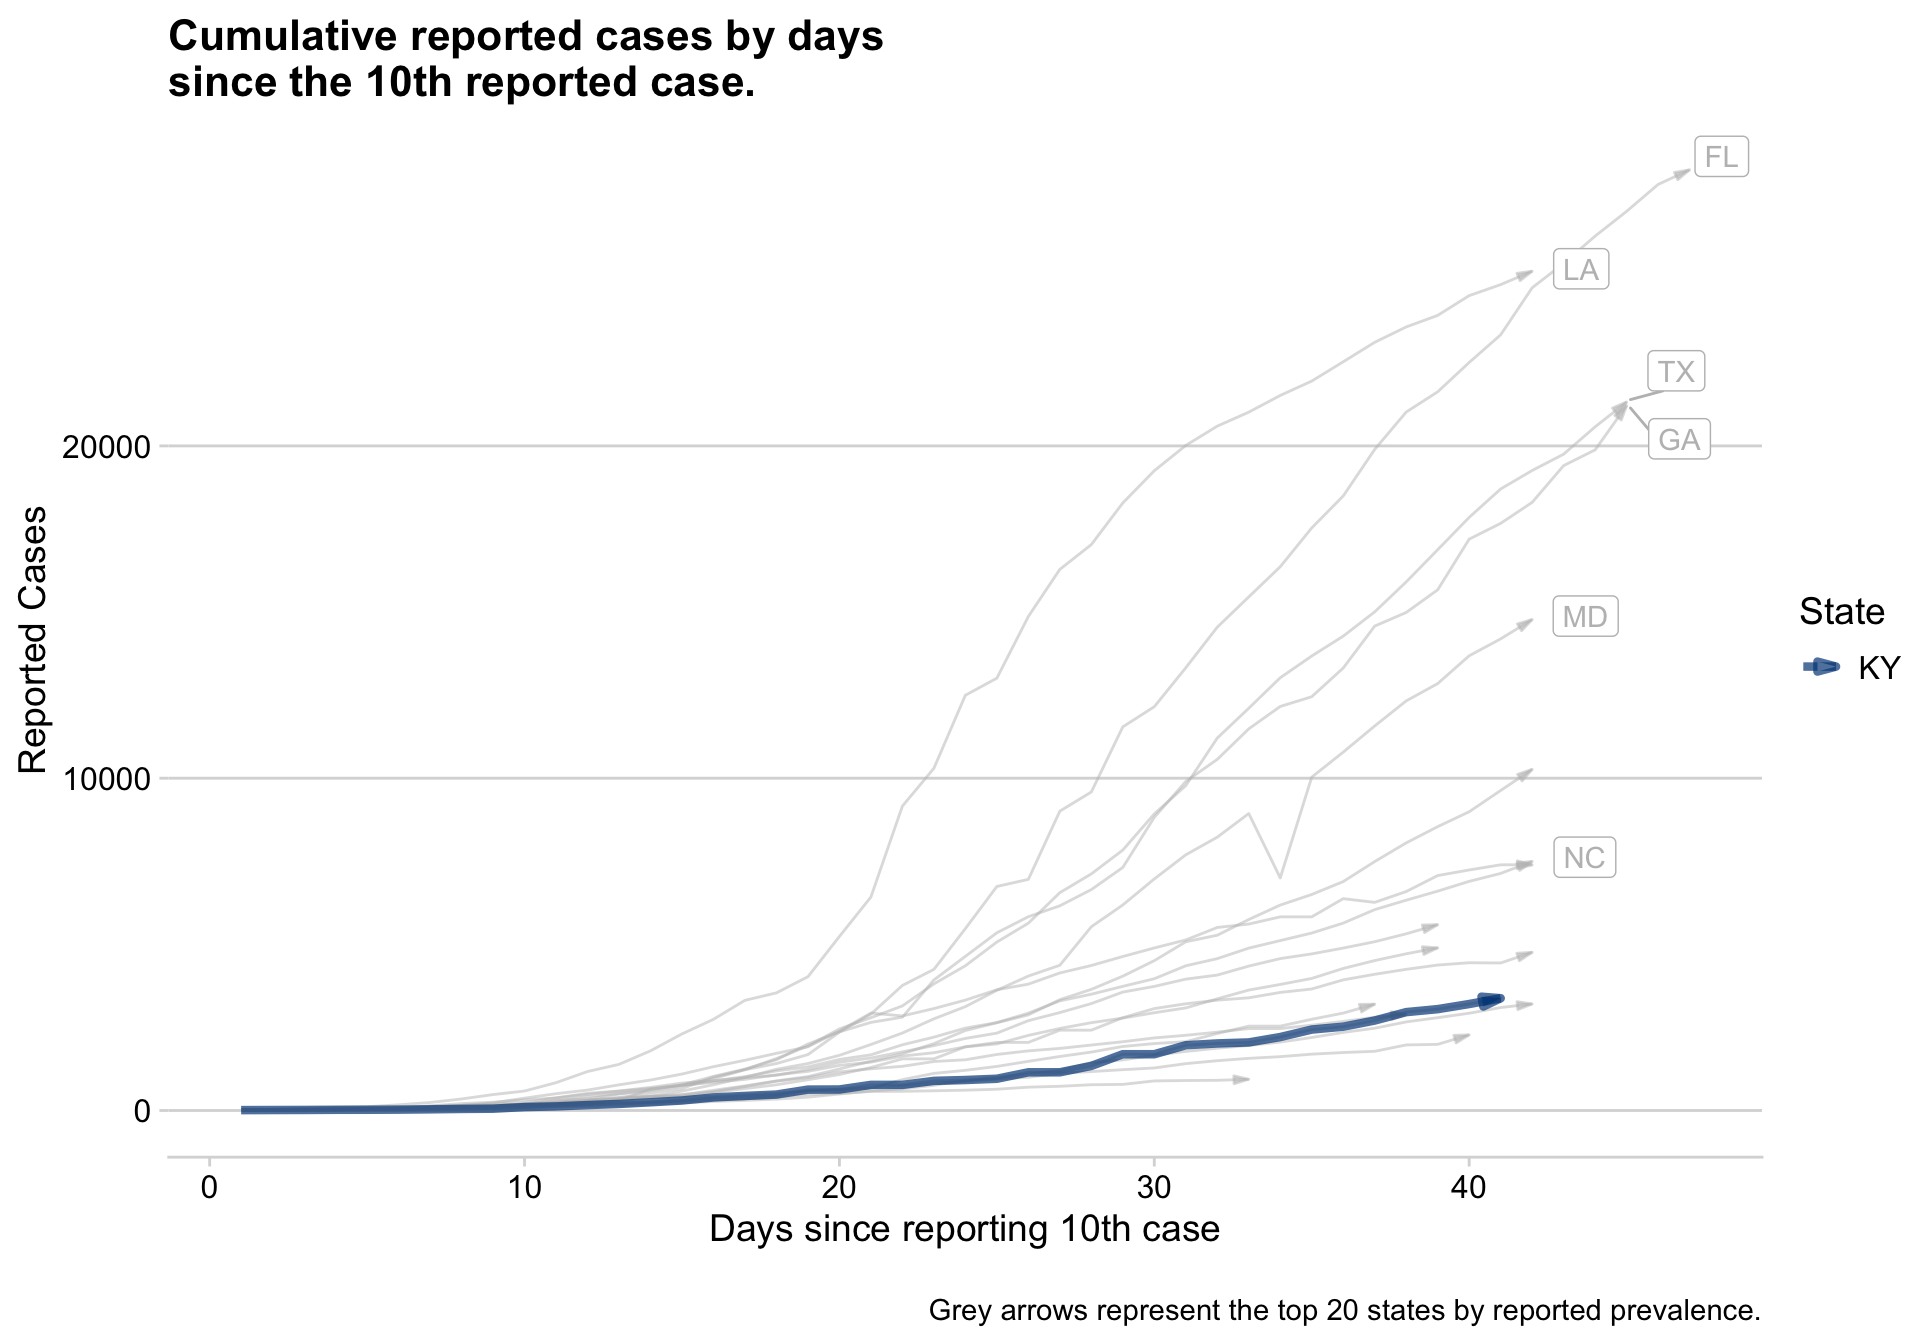 Cumulative reported cases by days
since the 10th reported case.
FL
LA
TX
GA
MD
NC
20000
10000
0
Reported Cases
0 10 20 30 40
Days since reporting 10th case
State
KY
Grey arrows represent the top 20 states by reported prevalence.